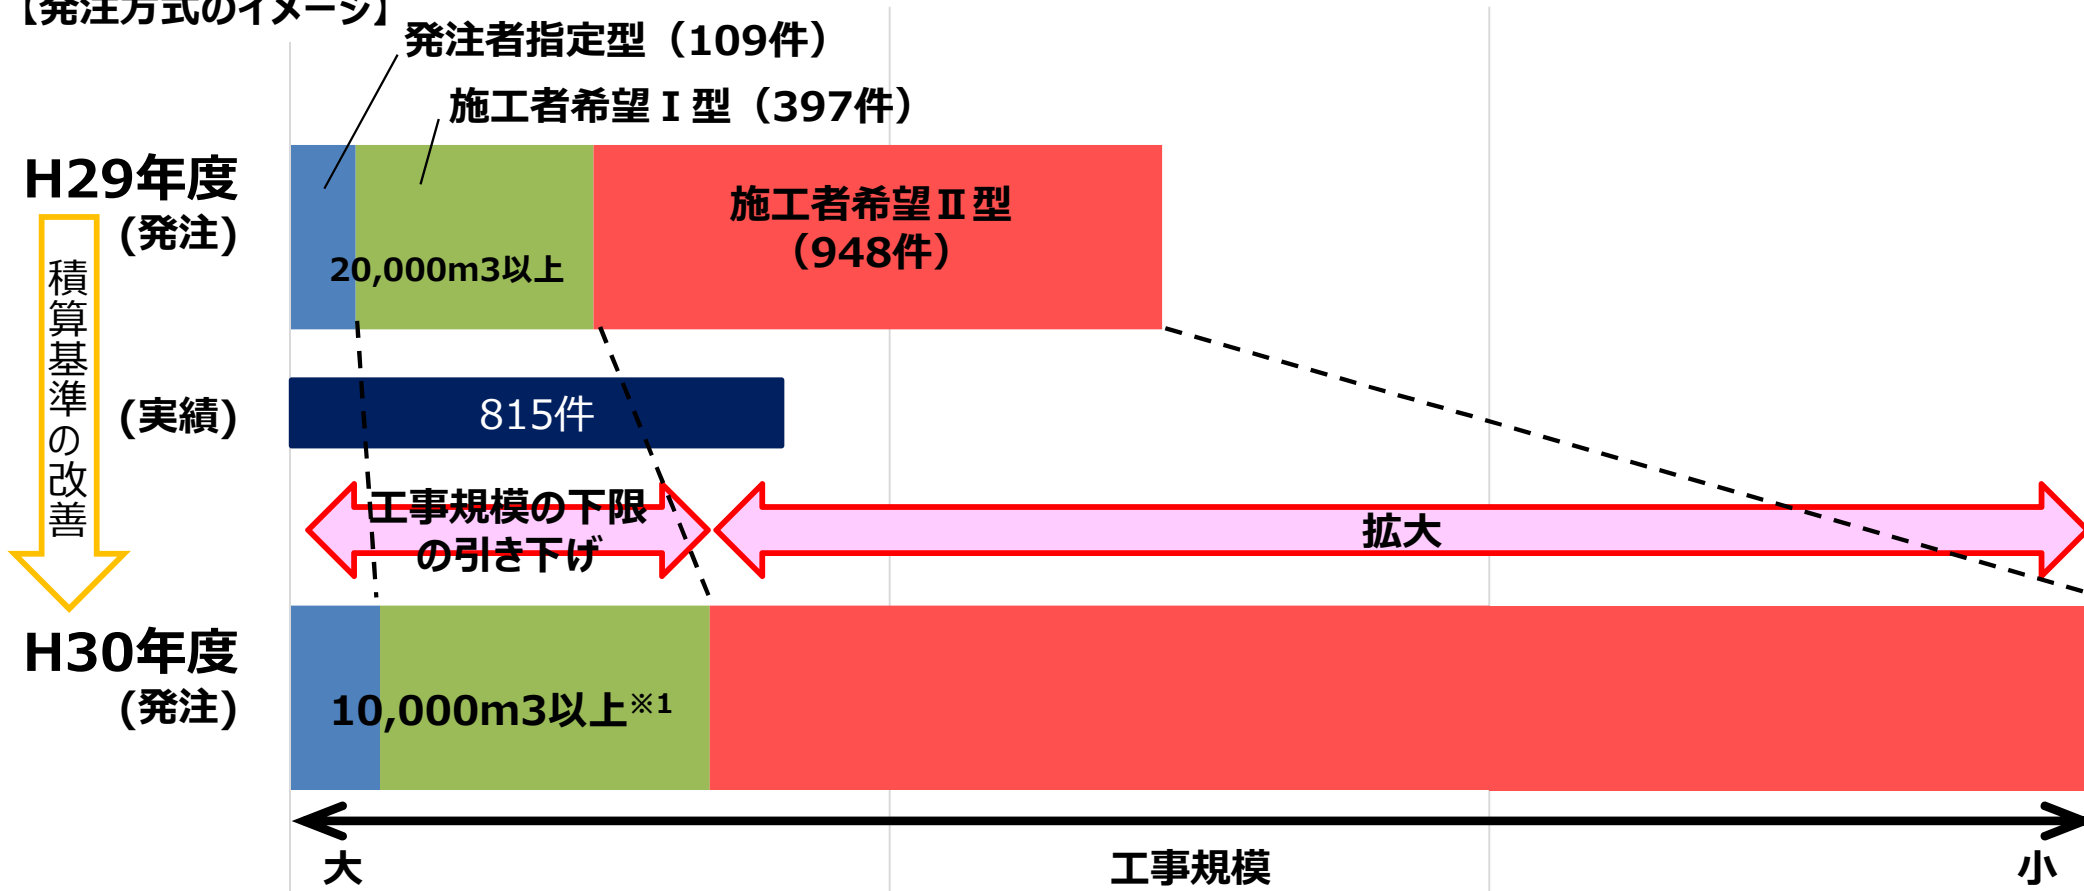 【発注方式のイメージ】
発注者指定型（109件）
施工者希望Ⅰ型（397件）
H29年度
(発注)
20,000m3以上
施工者希望Ⅱ型
（948件）
積算基準の改善
(実績)
815件
工事規模の下限
の引き下げ
拡大
H30年度
(発注)
10,000m3以上※1
大
工事規模
小